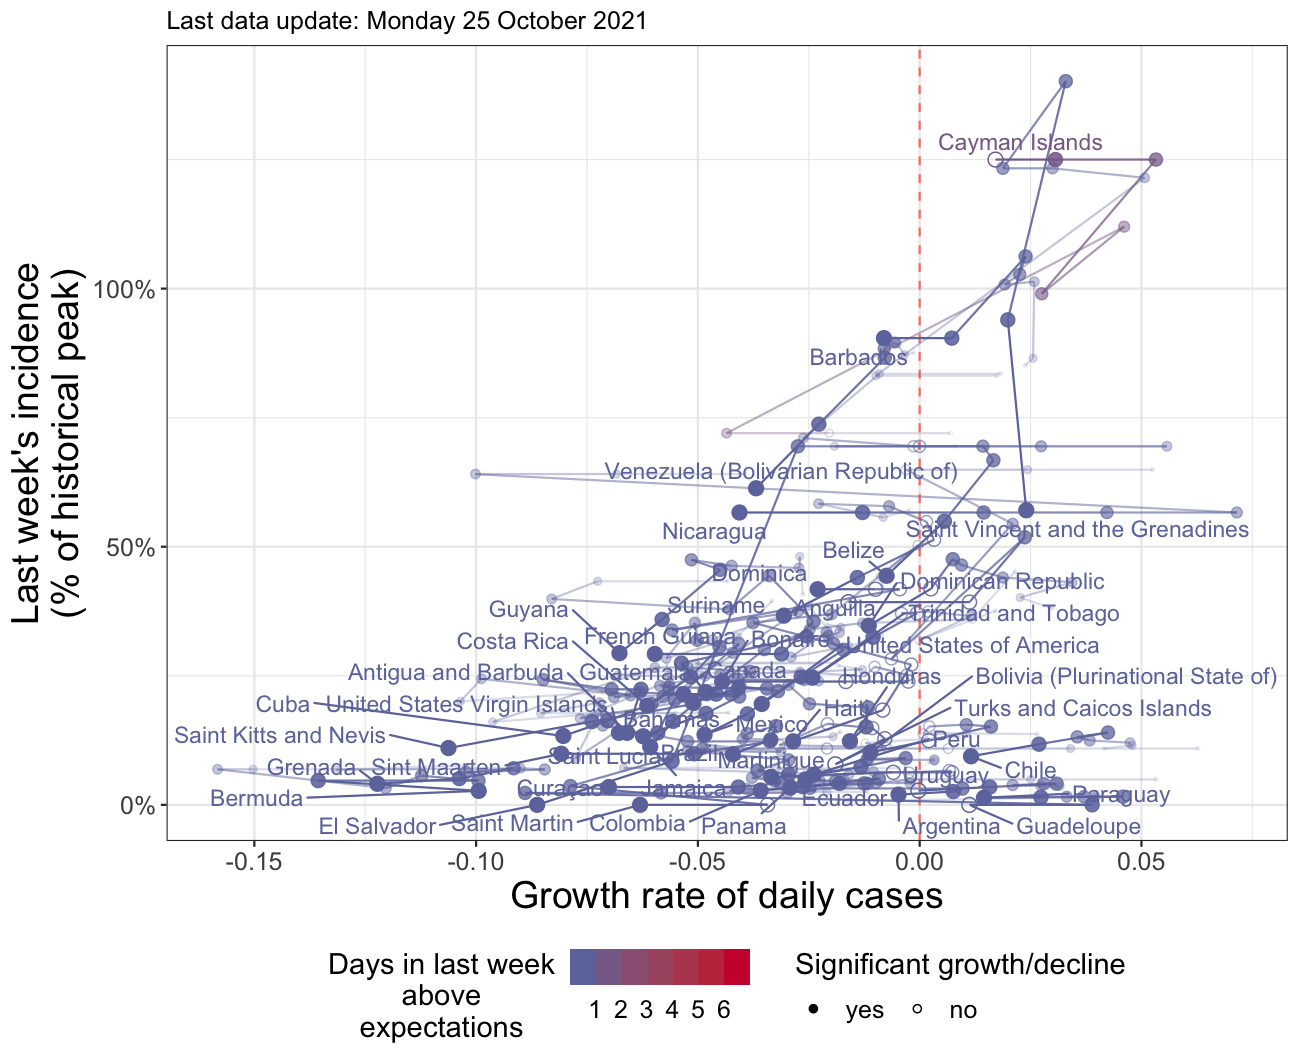 Last data update: Monday 25 October 2021
Last week's incidence
(% of historical peak)
100%
50%
0%
Cayman Islands
Barbados
Venezuela (Bolivarian Republic of)
Nicaragua
Saint Vincent and the Grenadines
Belize
Dominica
Dominican Republic
Guyana
Suriname
Anguilla
Trinidad and Tobago
Costa Rica
French Guiana
Bonaire
United States of America
Antigua and Barbuda
Guatemala
Canada
Honduras
Bolivia (Plurinational State of)
Cuba
United States Virgin Islands
Haiti
Turks and Caicos Islands
Saint Kitts and Nevis
Bahamas
Mexico
Peru
Grenada
Sint Maarten
Saint Lucia
Brazil
Martinique
Uruguay
Chile
Bermuda
Curaçao
Jamaica
Ecuador
Paraguay
El Salvador
Saint Martin
Colombia
Panama
Argentina
Guadeloupe
-0.15
-0.10
-0.05
0.00
0.05
Growth rate of daily cases
Days in last week
above
expectations
1 2 3 4 5 6
Significant growth/decline
yes
no